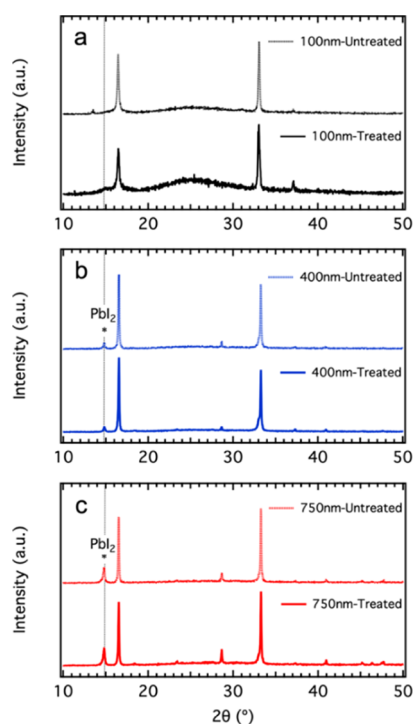 a
100nm-Untreated
100nm-Treated
Intensity (a.u.)
10 20 30 40 50
b
400nm-Untreated
PbI₂
*
400nm-Treated
Intensity (a.u.)
10 20 30 40 50
c
750nm-Untreated
PbI₂
*
750nm-Treated
Intensity (a.u.)
10 20 30 40 50
2θ (°)